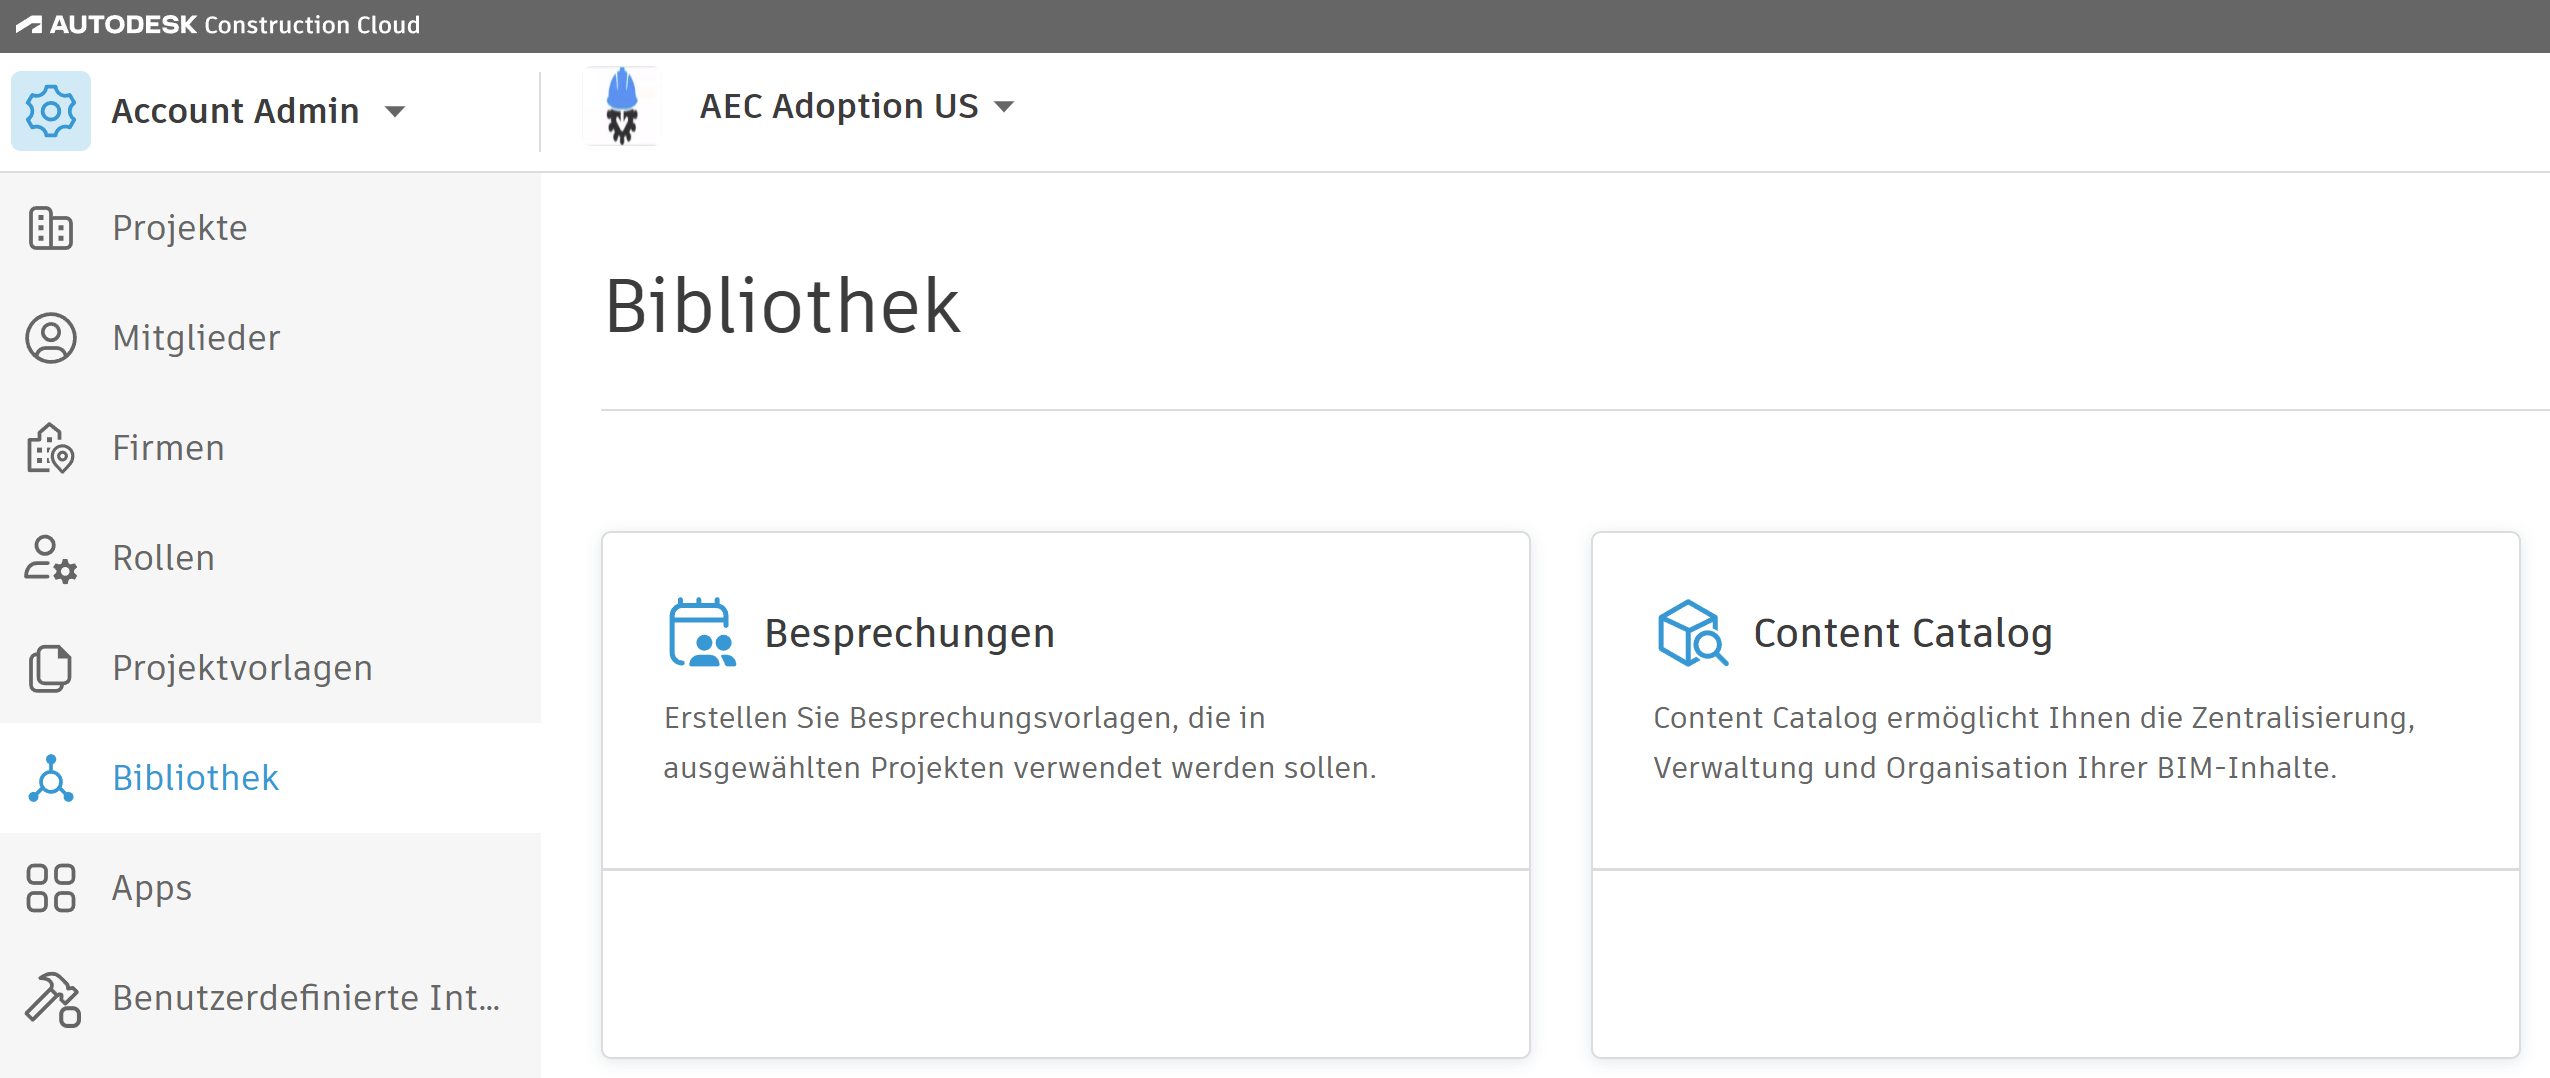 AUTODESK Construction Cloud
Account Admin
AEC Adoption US
Projekte
Mitglieder
Firmen
Rollen
Projektvorlagen
Bibliothek
Apps
Benutzerdefinierte Int...
Bibliothek
Besprechungen
Erstellen Sie Besprechungsvorlagen, die in
ausgewählten Projekten verwendet werden sollen.
Content Catalog
Content Catalog ermöglicht Ihnen die Zentralisierung,
Verwaltung und Organisation Ihrer BIM-Inhalte.